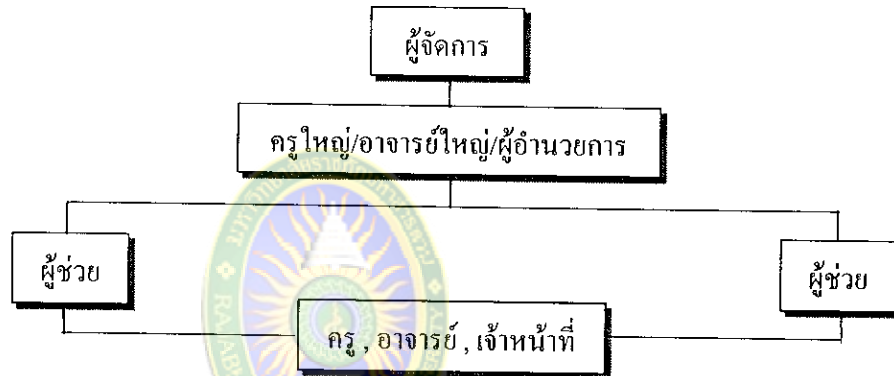 ผู้จัดการ
ครูใหญ่/อาจารย์ใหญ่/ผู้อำนวยการ
ผู้ช่วย
ผู้ช่วย
ครู , อาจารย์ , เจ้าหน้าที่